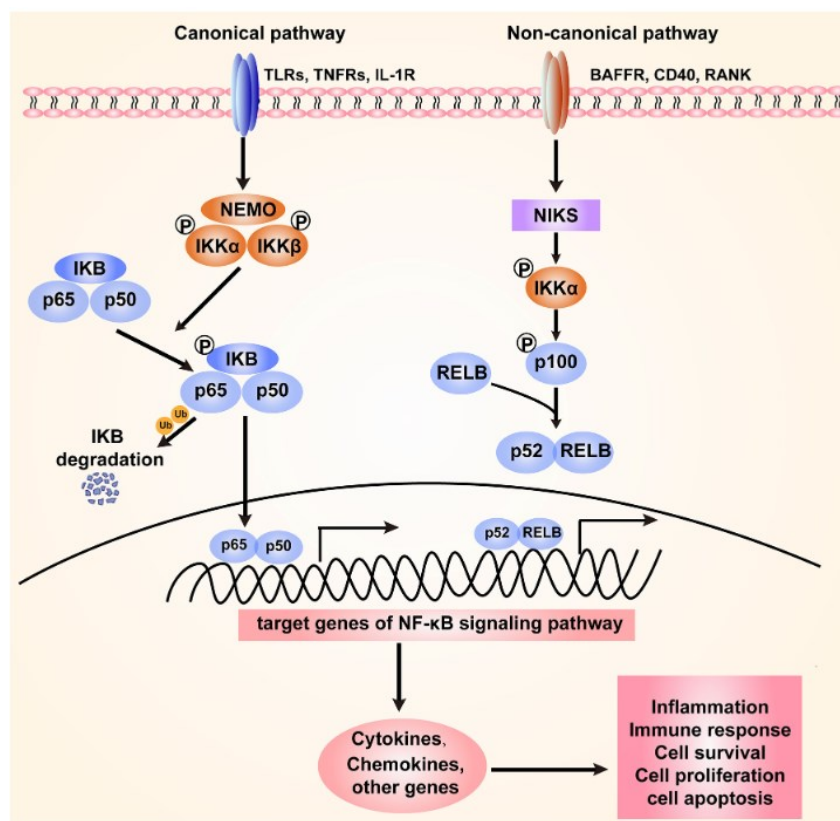 Canonical pathway
Non-canonical pathway
TLRs, TNFRs, IL-1R
BAFFR, CD40, RANK
NEMO
P
P
IKKα
IKKβ
NIKS
P
IKKα
IKB
p65
p50
P
IKB
p65
p50
P
p100
RELB
Ub
Ub
IKB
degradation
p52
RELB
p65
p50
p52
RELB
target genes of NF-κB signaling pathway
Cytokines,
Chemokines,
other genes
Inflammation
Immune response
Cell survival
Cell proliferation
cell apoptosis